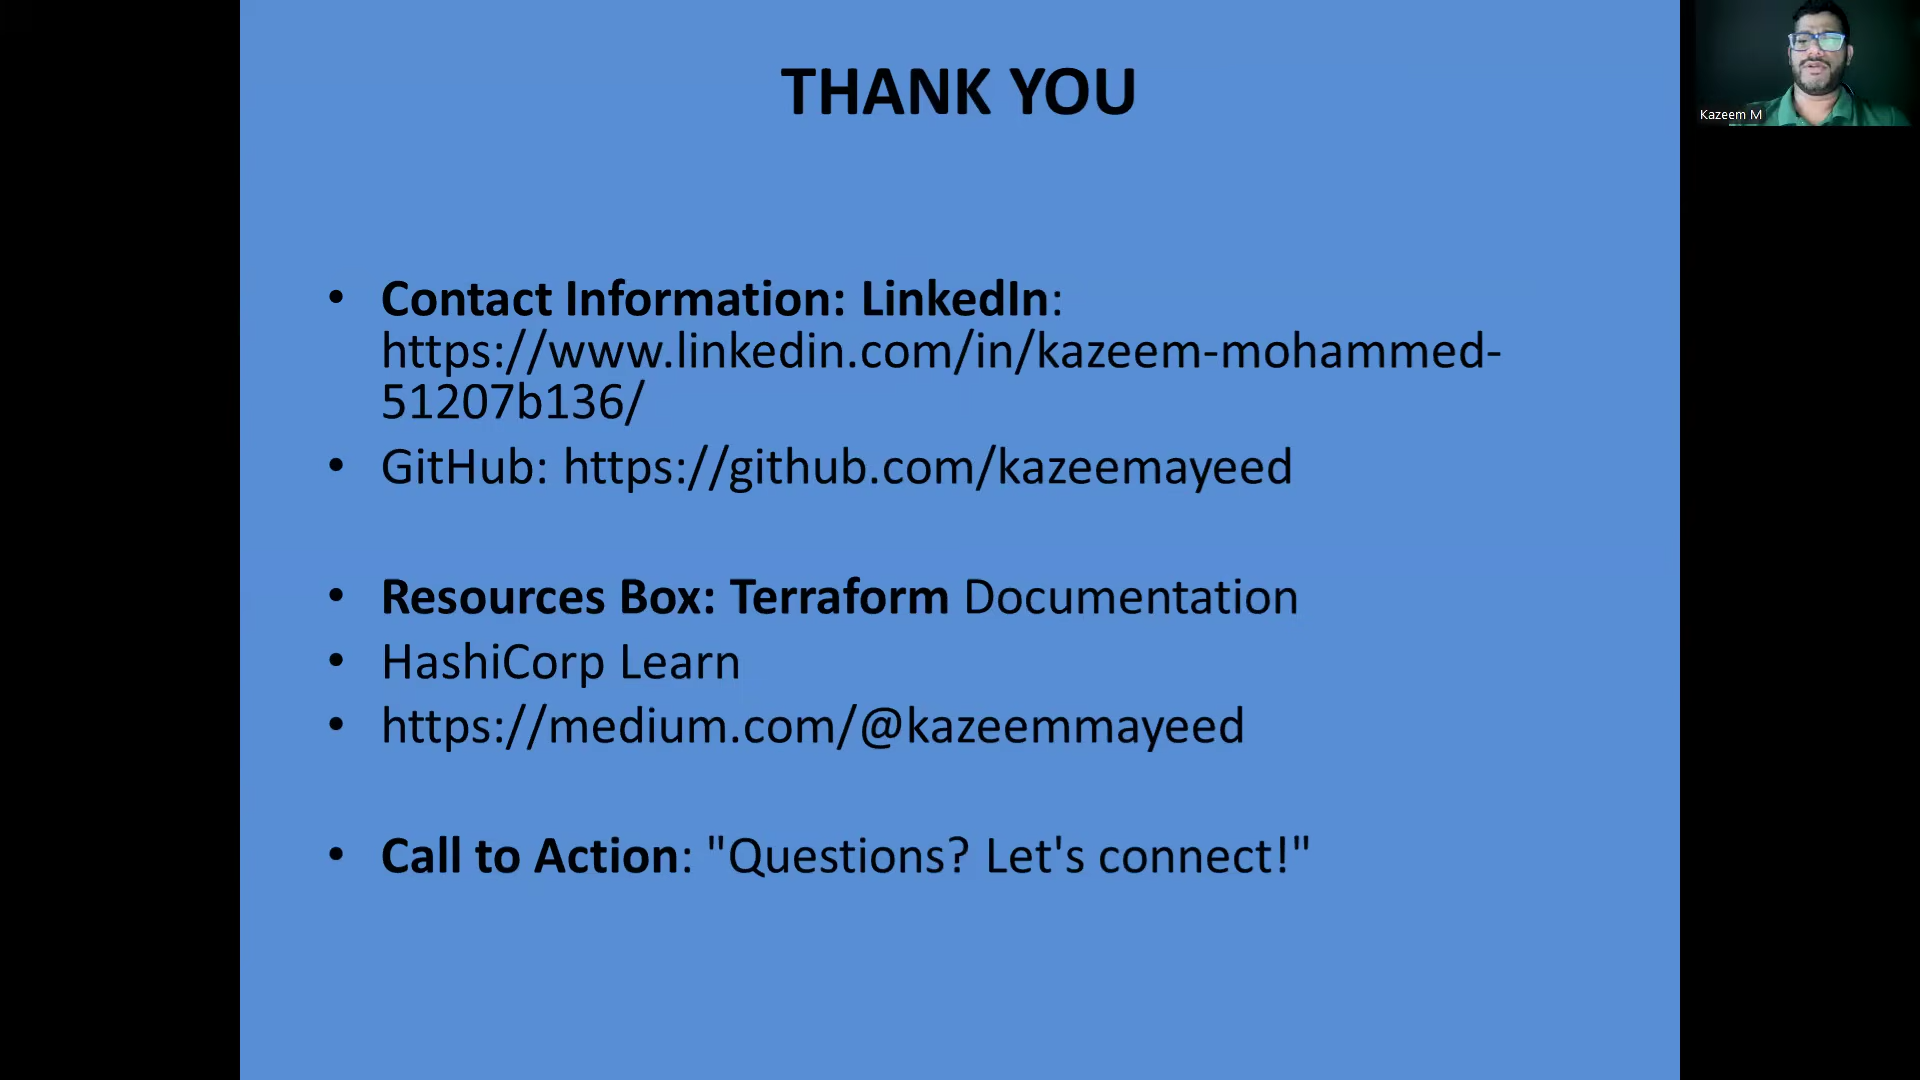 THANK YOU
Kazeem M
• Contact Information: LinkedIn:
https://www.linkedin.com/in/kazeem-mohammed-
51207b136/
• GitHub: https://github.com/kazeemayeed
• Resources Box: Terraform Documentation
• HashiCorp Learn
• https://medium.com/@kazeemmayeed
• Call to Action: "Questions? Let's connect!"